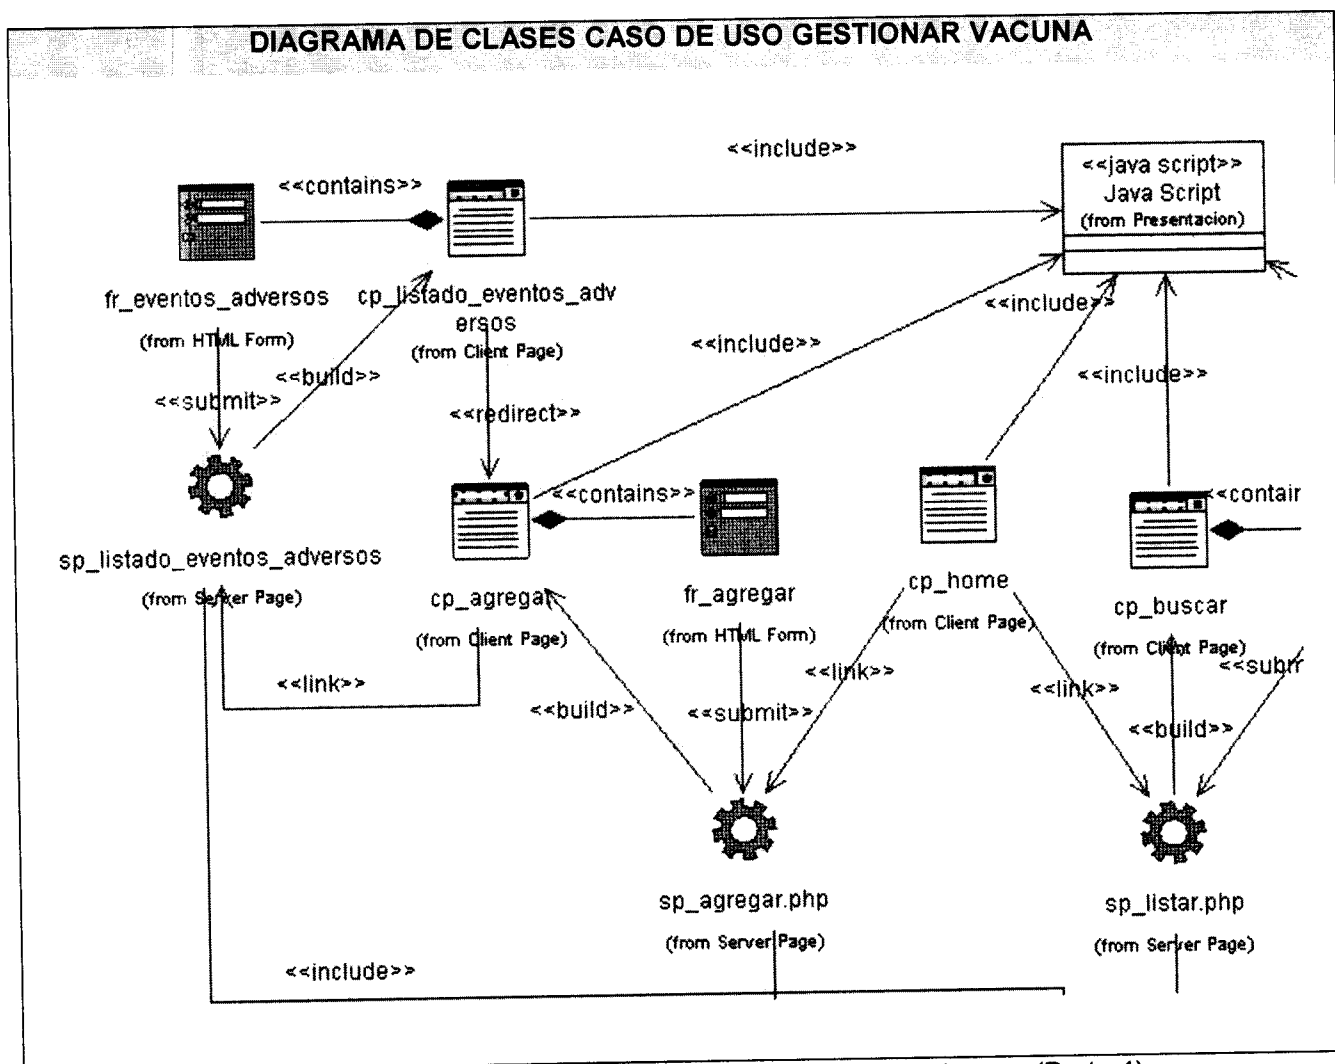 DIAGRAMA DE CLASES CASO DE USO GESTIONAR VACUNA
<<include>>
<<java script>>
Java Script
(from Presentacion)
<<contains>>
fr_eventos_adversos
(from HTML Form)
cp_listado_eventos_adv
ersos
(from Client Page)
<<include>>
<<include>>
<<include>>
<<build>>
<<submit>>
<<redirect>>
<<contains>>
<<contair
sp_listado_eventos_adversos
(from Server Page)
cp_agregar
(from Client Page)
fr_agregar
(from HTML Form)
cp_home
(from Client Page)
cp_buscar
(from Client Page)
<<link>>
<<build>>
<<submit>>
<<link>>
<<link>>
<<build>>
<<subm
sp_agregar.php
(from Server Page)
sp_listar.php
(from Server Page)
<<include>>